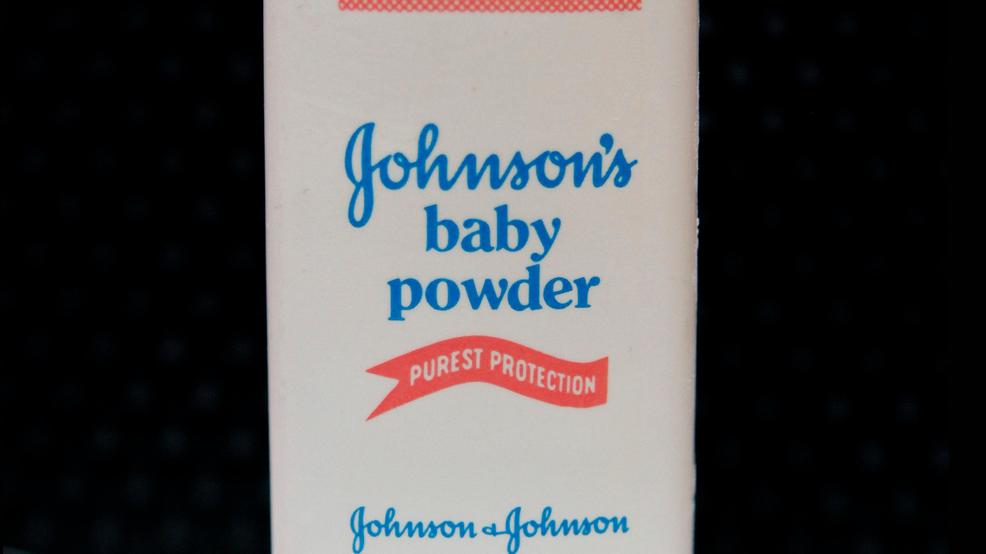 Johnson's
baby
powder
PUREST PROTECTION
Johnson & Johnson